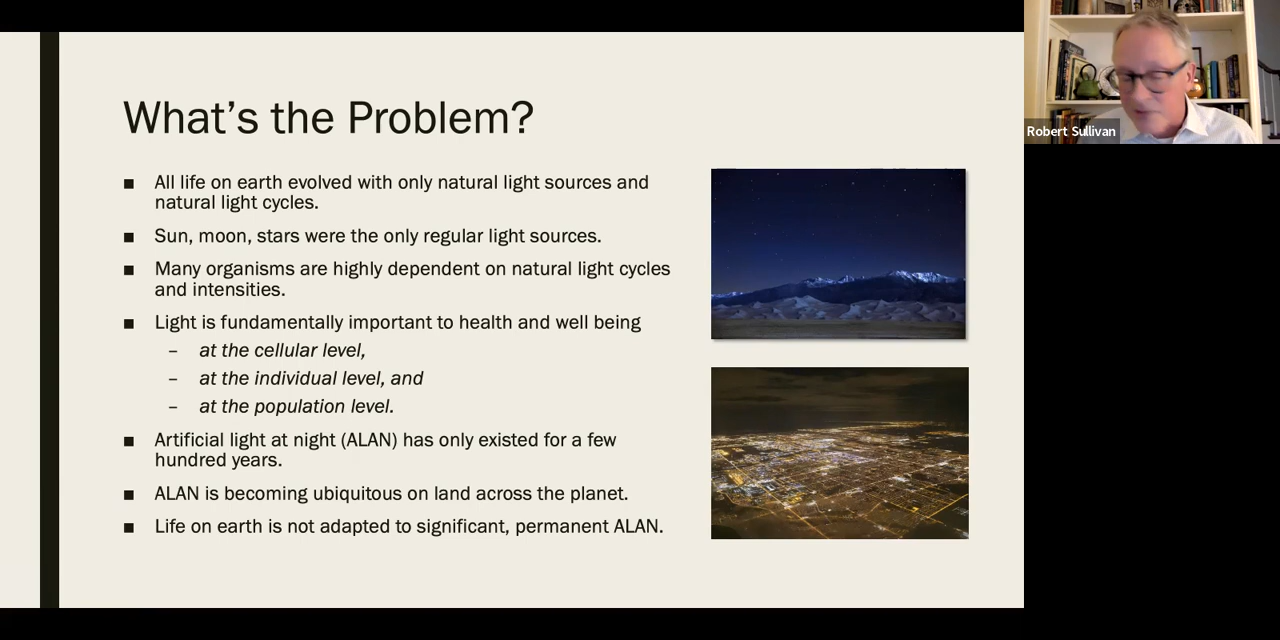 What's the Problem?
■ All life on earth evolved with only natural light sources and
natural light cycles.
■ Sun, moon, stars were the only regular light sources.
■ Many organisms are highly dependent on natural light cycles
and intensities.
■ Light is fundamentally important to health and well being
– at the cellular level,
– at the individual level, and
– at the population level.
■ Artificial light at night (ALAN) has only existed for a few
hundred years.
■ ALAN is becoming ubiquitous on land across the planet.
■ Life on earth is not adapted to significant, permanent ALAN.
Robert Sullivan